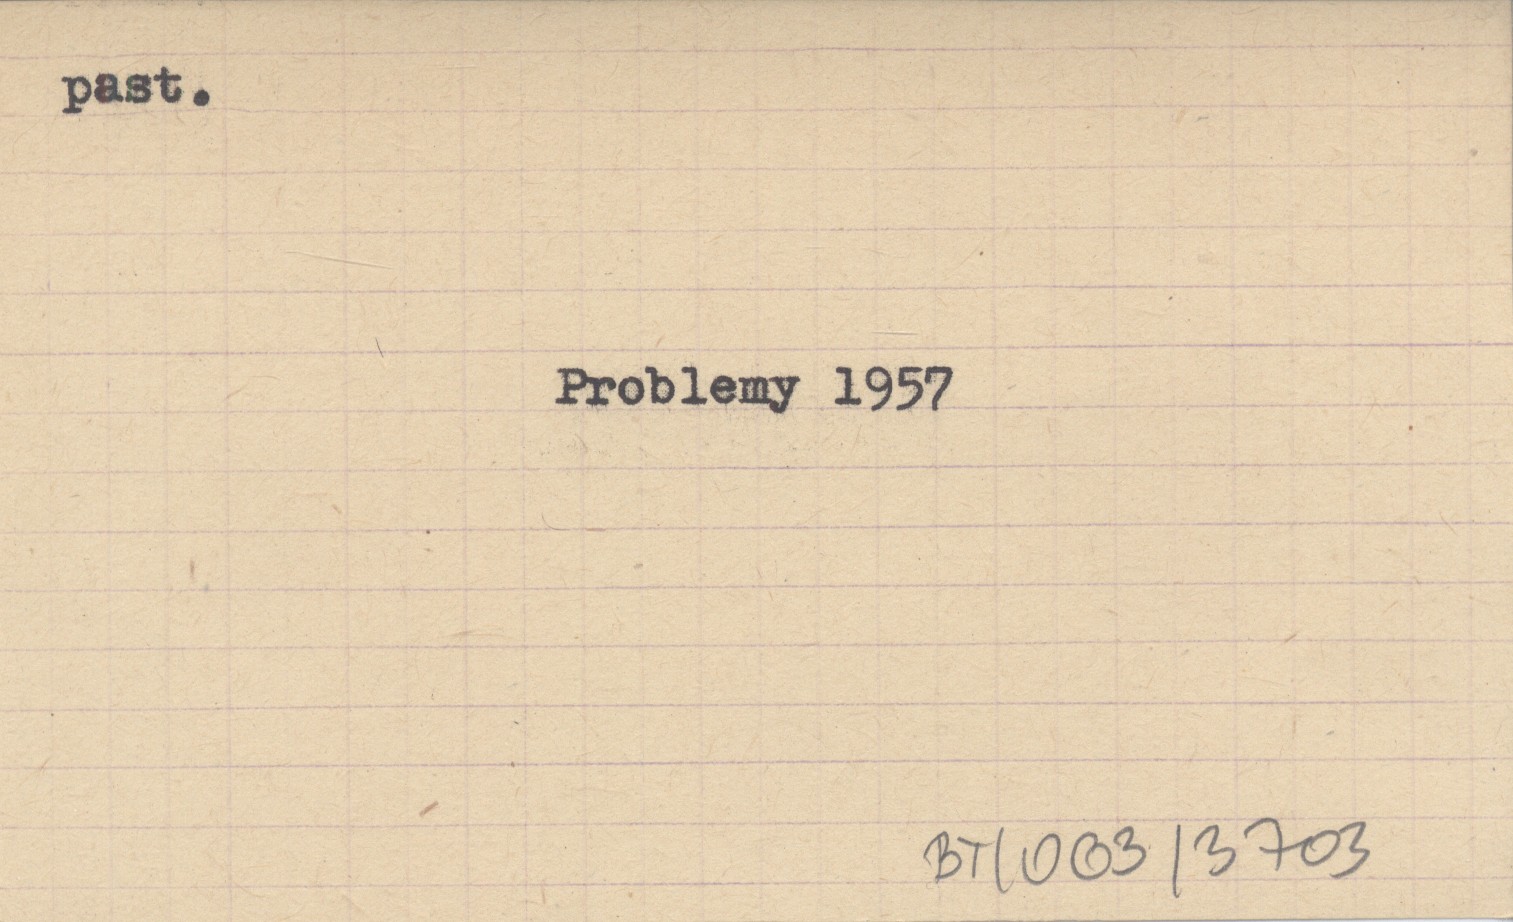 past.
Problemy 1957
BT/003/3703